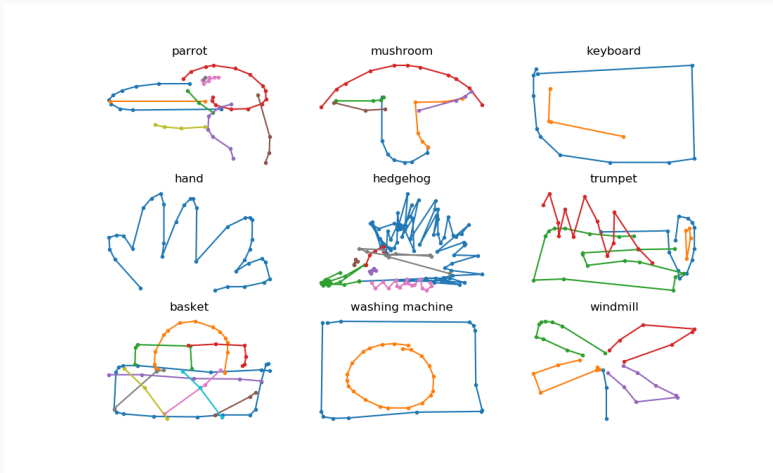 parrot
mushroom
keyboard
hand
hedgehog
trumpet
basket
washing machine
windmill